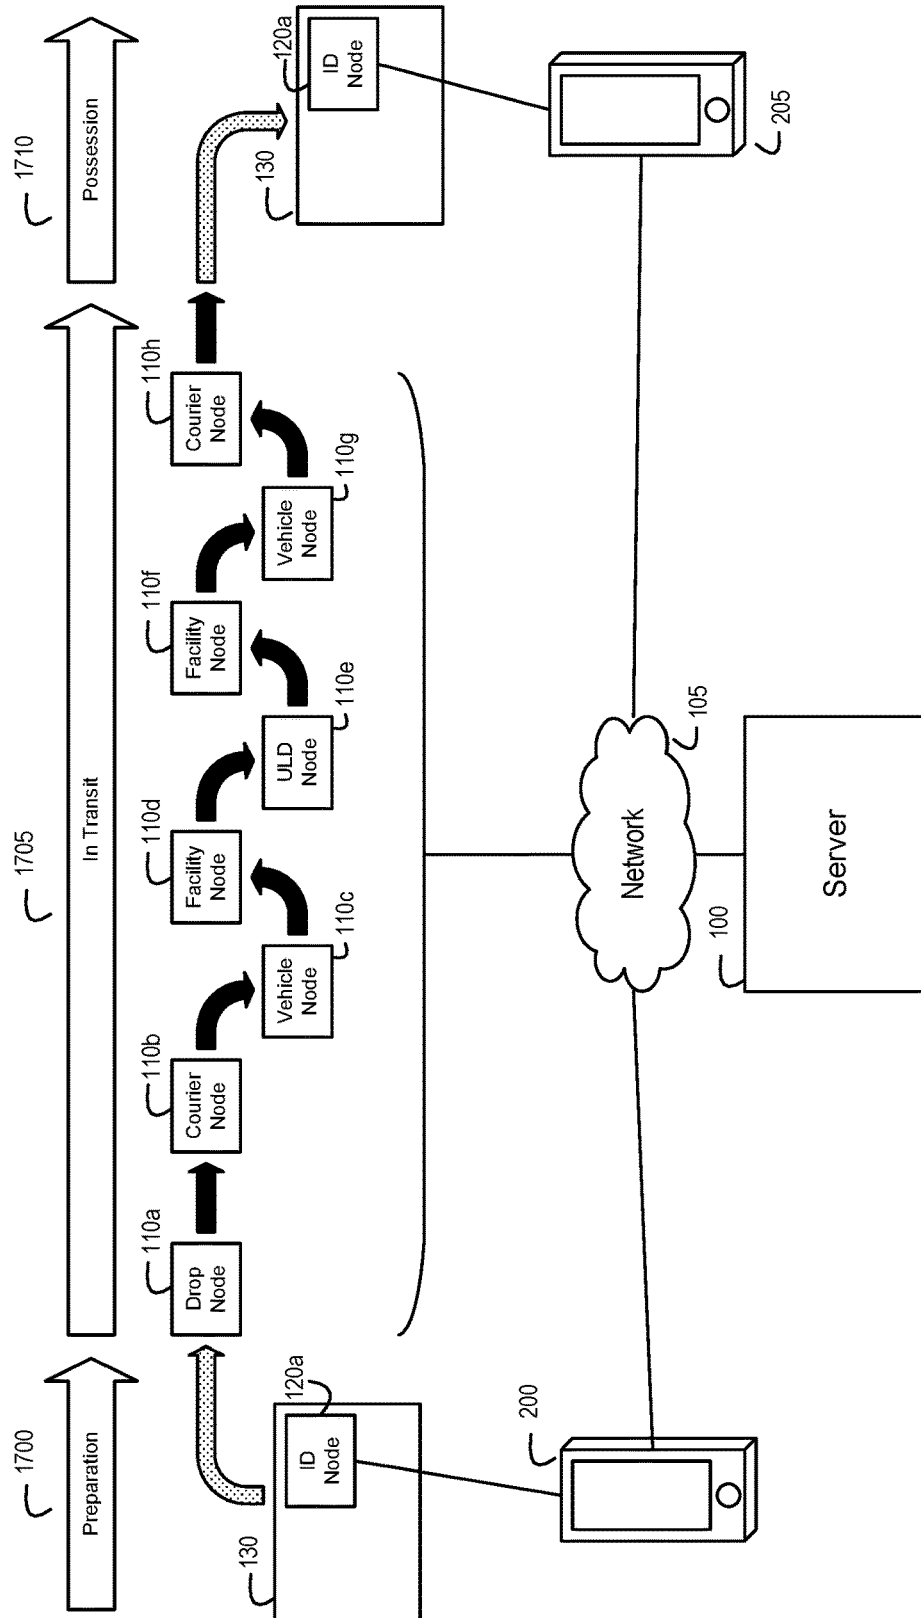 1700
1705
1710
Preparation
In Transit
Possession
110a
110b
110d
110f
110h
Drop
Node
Courier
Node
Facility
Node
Facility
Node
Courier
Node
110c
110e
110g
Vehicle
Node
ULD
Node
Vehicle
Node
130
120a
ID
Node
130
120a
ID
Node
200
205
Network
105
100
Server